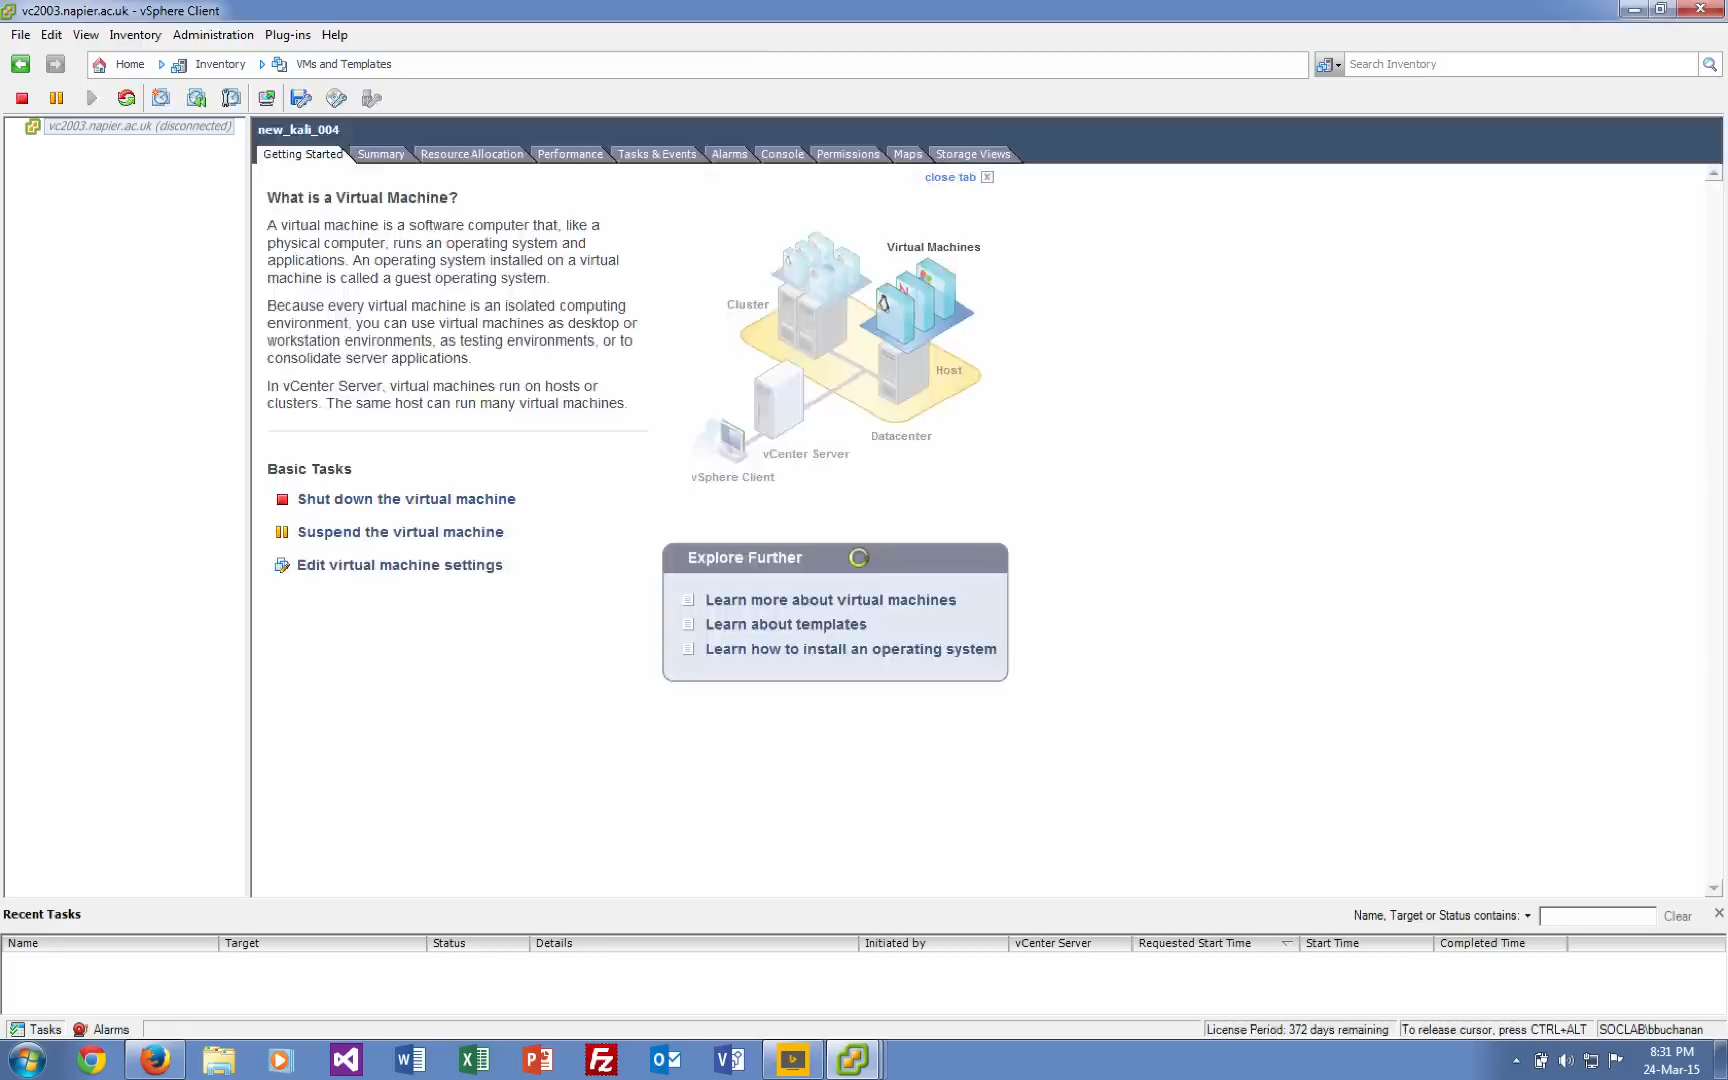 vc2003.napier.ac.uk - vSphere Client
File Edit View Inventory Administration Plug-ins Help
Home Inventory VMs and Templates
Search Inventory
vc2003.napier.ac.uk (disconnected)
new_kali_004
Getting Started Summary Resource Allocation Performance Tasks & Events Alarms Console Permissions Maps Storage Views
close tab
What is a Virtual Machine?
A virtual machine is a software computer that, like a
physical computer, runs an operating system and
applications. An operating system installed on a virtual
machine is called a guest operating system.
Because every virtual machine is an isolated computing
environment, you can use virtual machines as desktop or
workstation environments, as testing environments, or to
consolidate server applications.
In vCenter Server, virtual machines run on hosts or
clusters. The same host can run many virtual machines.
Virtual Machines
Cluster
Host
Datacenter
vCenter Server
vSphere Client
Basic Tasks
Shut down the virtual machine
Suspend the virtual machine
Edit virtual machine settings
Explore Further
Learn more about virtual machines
Learn about templates
Learn how to install an operating system
Recent Tasks
Name, Target or Status contains:
Clear
Name Target Status Details Initiated by vCenter Server Requested Start Time Start Time Completed Time
Tasks Alarms
License Period: 372 days remaining
To release cursor, press CTRL+ALT
SOCLAB\bbuchanan
8:31 PM
24-Mar-15